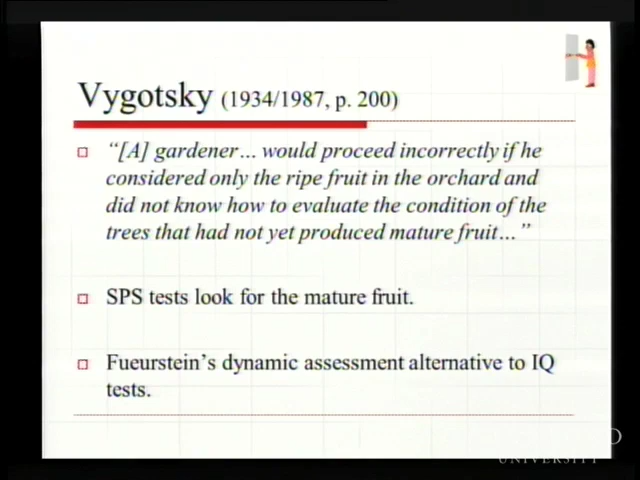 Vygotsky (1934/1987, p. 200)
“[A] gardener… would proceed incorrectly if he
considered only the ripe fruit in the orchard and
did not know how to evaluate the condition of the
trees that had not yet produced mature fruit…”
SPS tests look for the mature fruit.
Fueurstein’s dynamic assessment alternative to IQ
tests.
UNIVERSITY